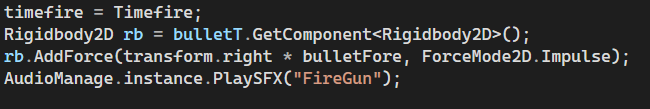 timefire = Timefire;
Rigidbody2D rb = bulletT.GetComponent<Rigidbody2D>();
rb.AddForce(transform.right * bulletFore, ForceMode2D.Impulse);
AudioManage.instance.PlaySFX("FireGun");